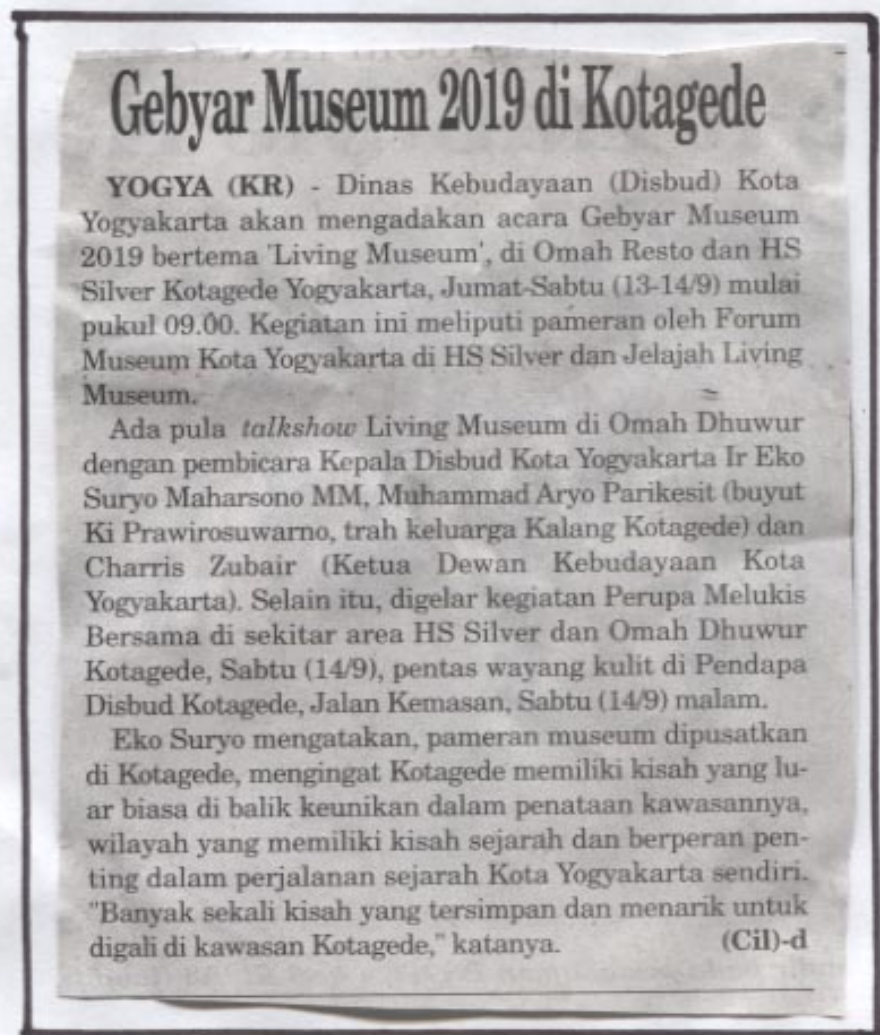 Gebyar Museum 2019 di Kotagede
YOGYA (KR) - Dinas Kebudayaan (Disbud) Kota
Yogyakarta akan mengadakan acara Gebyar Museum
2019 bertema 'Living Museum', di Omah Resto dan HS
Silver Kotagede Yogyakarta, Jumat-Sabtu (13-14/9) mulai
pukul 09.00. Kegiatan ini meliputi pameran oleh Forum
Museum Kota Yogyakarta di HS Silver dan Jelajah Living
Museum.
Ada pula talkshow Living Museum di Omah Dhuwur
dengan pembicara Kepala Disbud Kota Yogyakarta Ir Eko
Suryo Maharsono MM, Muhammad Aryo Parikesit (buyut
Ki Prawirosuwarno, trah keluarga Kalang Kotagede) dan
Charris Zubair (Ketua Dewan Kebudayaan Kota
Yogyakarta). Selain itu, digelar kegiatan Perupa Melukis
Bersama di sekitar area HS Silver dan Omah Dhuwur
Kotagede, Sabtu (14/9), pentas wayang kulit di Pendapa
Disbud Kotagede, Jalan Kemasan, Sabtu (14/9) malam.
Eko Suryo mengatakan, pameran museum dipusatkan
di Kotagede, mengingat Kotagede memiliki kisah yang lu-
ar biasa di balik keunikan dalam penataan kawasannya,
wilayah yang memiliki kisah sejarah dan berperan pen-
ting dalam perjalanan sejarah Kota Yogyakarta sendiri.
"Banyak sekali kisah yang tersimpan dan menarik untuk
digali di kawasan Kotagede," katanya. (Cil)-d